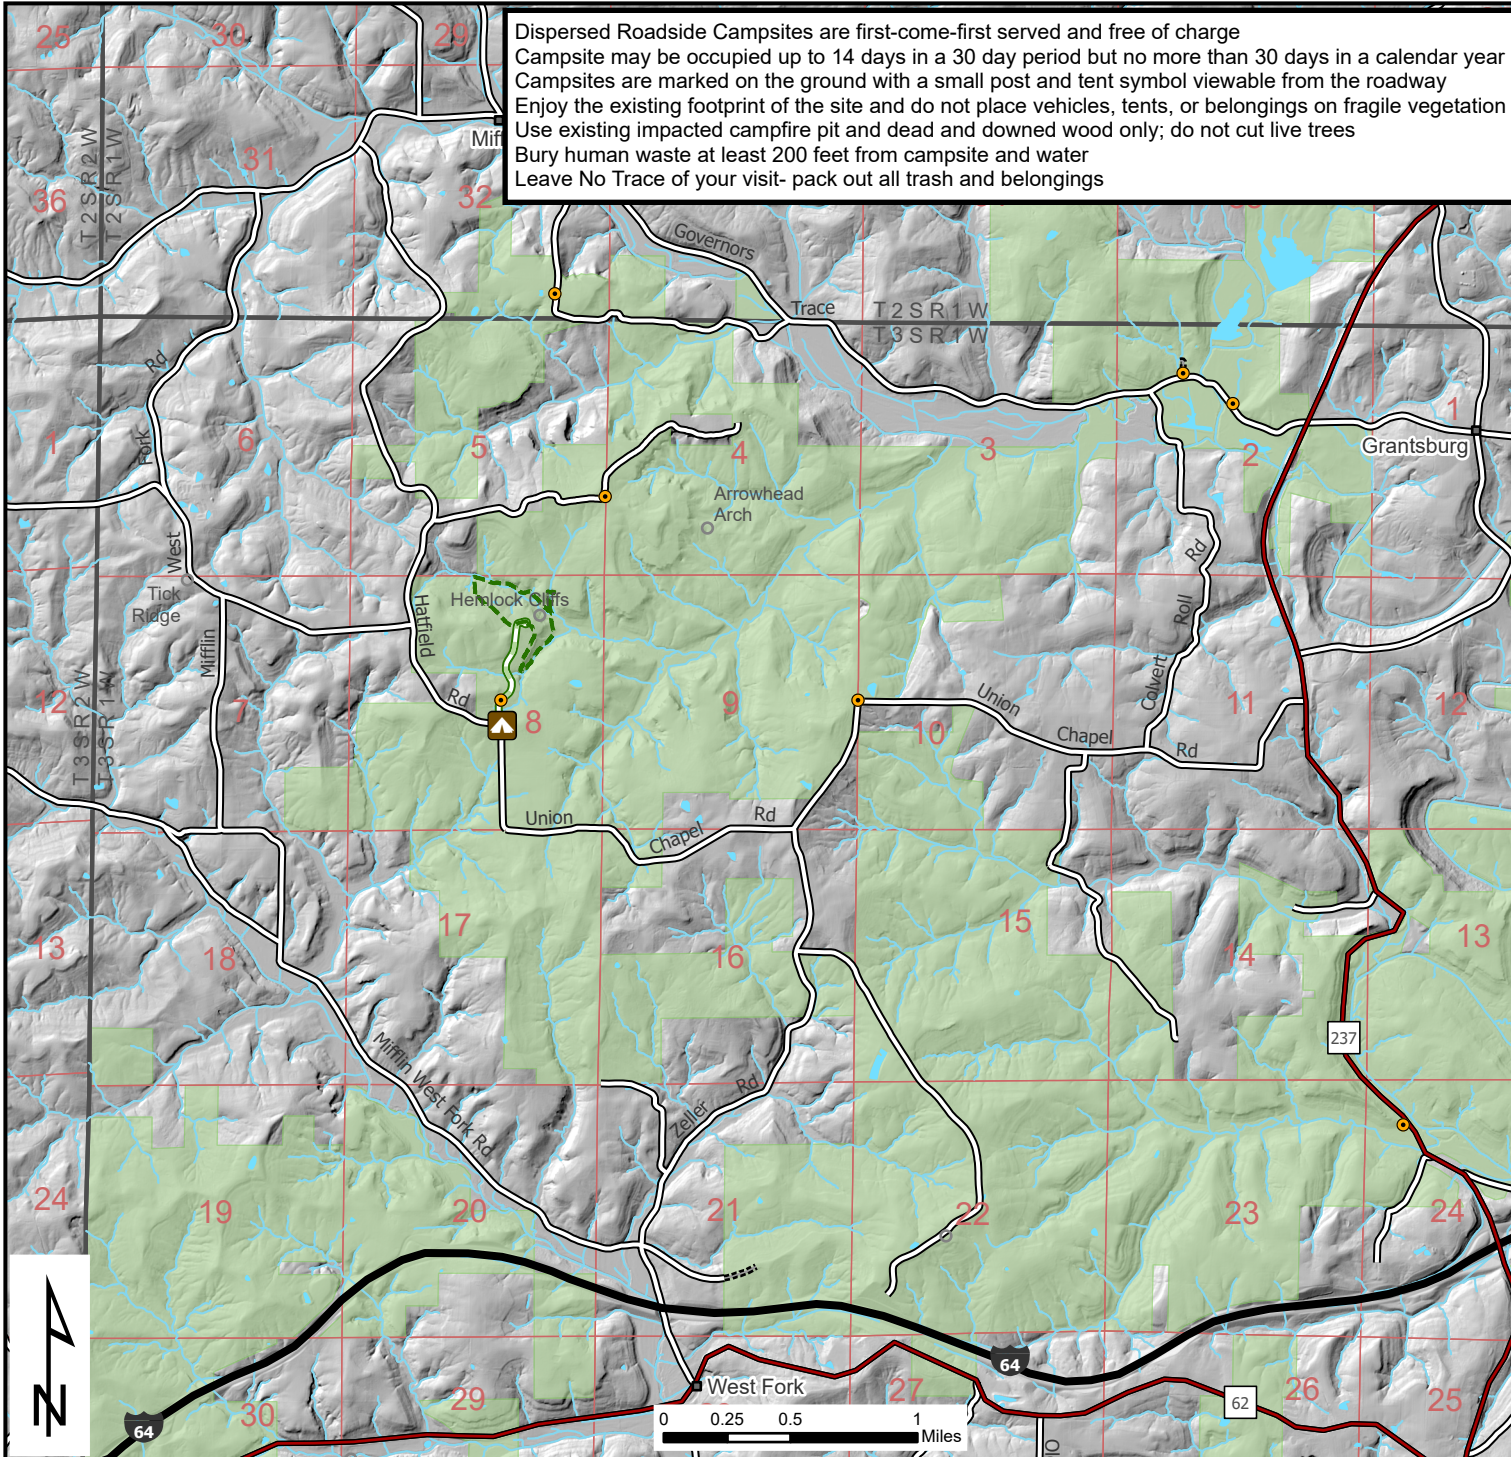 Dispersed Roadside Campsites are first-come-first served and free of charge
Campsite may be occupied up to 14 days in a 30 day period but no more than 30 days in a calendar year
Campsites are marked on the ground with a small post and tent symbol viewable from the roadway
Enjoy the existing footprint of the site and do not place vehicles, tents, or belongings on fragile vegetation
Use existing impacted campfire pit and dead and downed wood only; do not cut live trees
Bury human waste at least 200 feet from campsite and water
Leave No Trace of your visit- pack out all trash and belongings
25
30
29
Miff
31
36
32
T 2 S R 2 W
T 2 S R 1 W
Governors
Trace
T 2 S R 1 W
T 3 S R 1 W
Rd
Fork
1
6
5
4
3
2
1
Grantsburg
Arrowhead
Arch
West
Tick
Ridge
Hemlock Cliffs
Hatfield
Rd
Mifflin
Rd
Roll
Colvert
12
7
T 3 S R 2 W
T 3 S R 1 W
8
9
10
Union
Chapel
Rd
11
12
Union
Chapel
Rd
13
18
17
16
15
14
13
237
Mifflin West Fork Rd
Zeller
Rd
24
19
20
21
22
23
24
N
64
30
29
West Fork
27
64
62
26
25
0
0.25
0.5
1
Miles